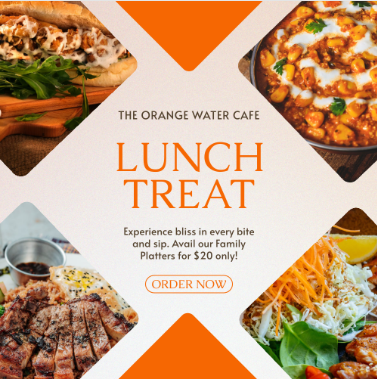 THE ORANGE WATER CAFE
LUNCH
TREAT
Experience bliss in every bite
and sip. Avail our Family
Platters for $20 only!
ORDER NOW